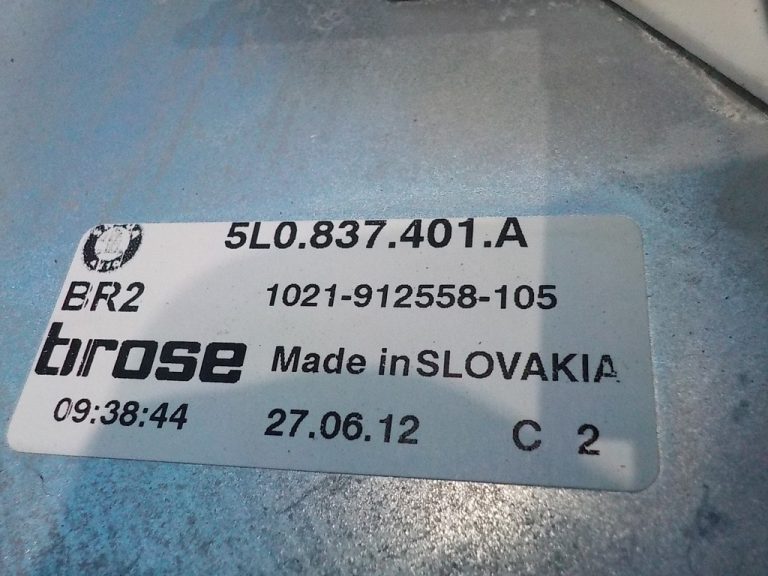 5L0.837.401.A
BR2 1021-912558-105
brose Made in SLOVAKIA
09:38:44 27.06.12 C 2